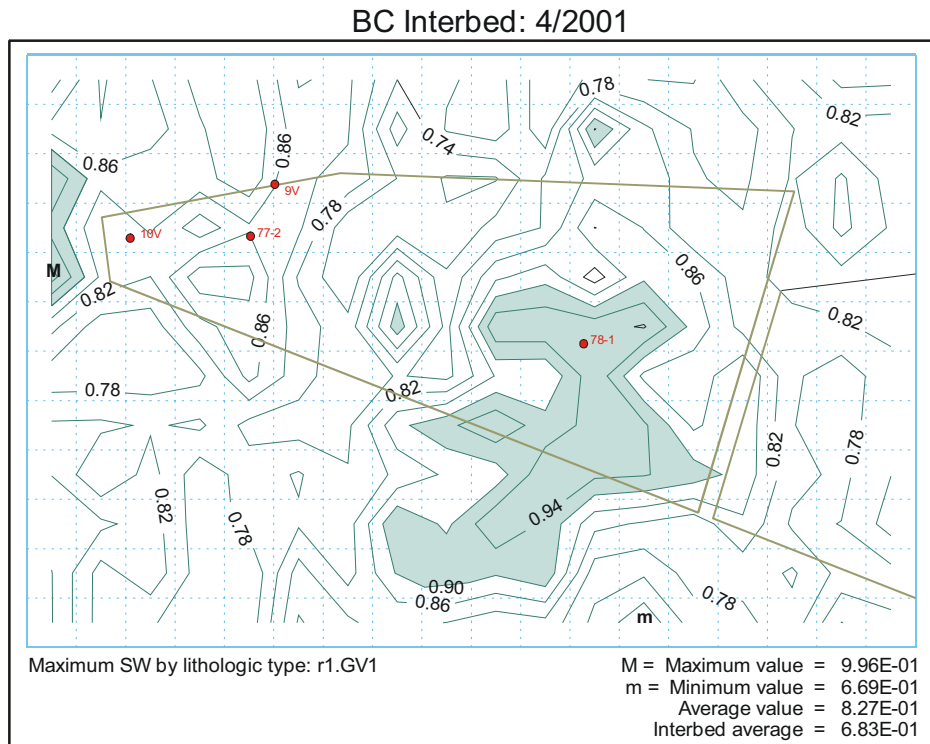 BC Interbed: 4/2001
0.78
0.82
0.74
0.86
0.86
9V
0.78
10V
77-2
0.86
M
0.82
0.82
0.86
78-1
0.78
0.82
0.82
0.78
0.82
0.78
0.94
0.90
0.86
0.78
m
Maximum SW by lithologic type: r1.GV1
M = Maximum value = 9.96E-01
m = Minimum value = 6.69E-01
Average value = 8.27E-01
Interbed average = 6.83E-01